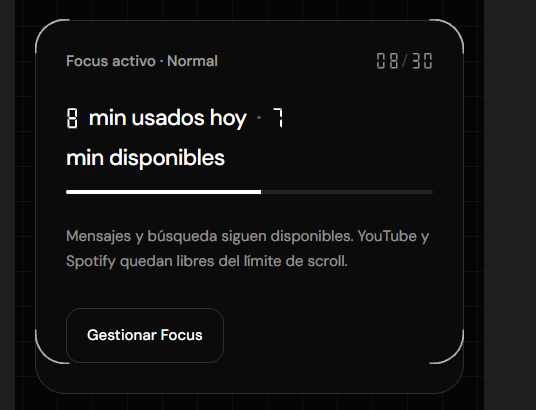 Focus activo · Normal
08/30
8 min usados hoy · 7
min disponibles
Mensajes y búsqueda siguen disponibles. YouTube y
Spotify quedan libres del límite de scroll.
Gestionar Focus